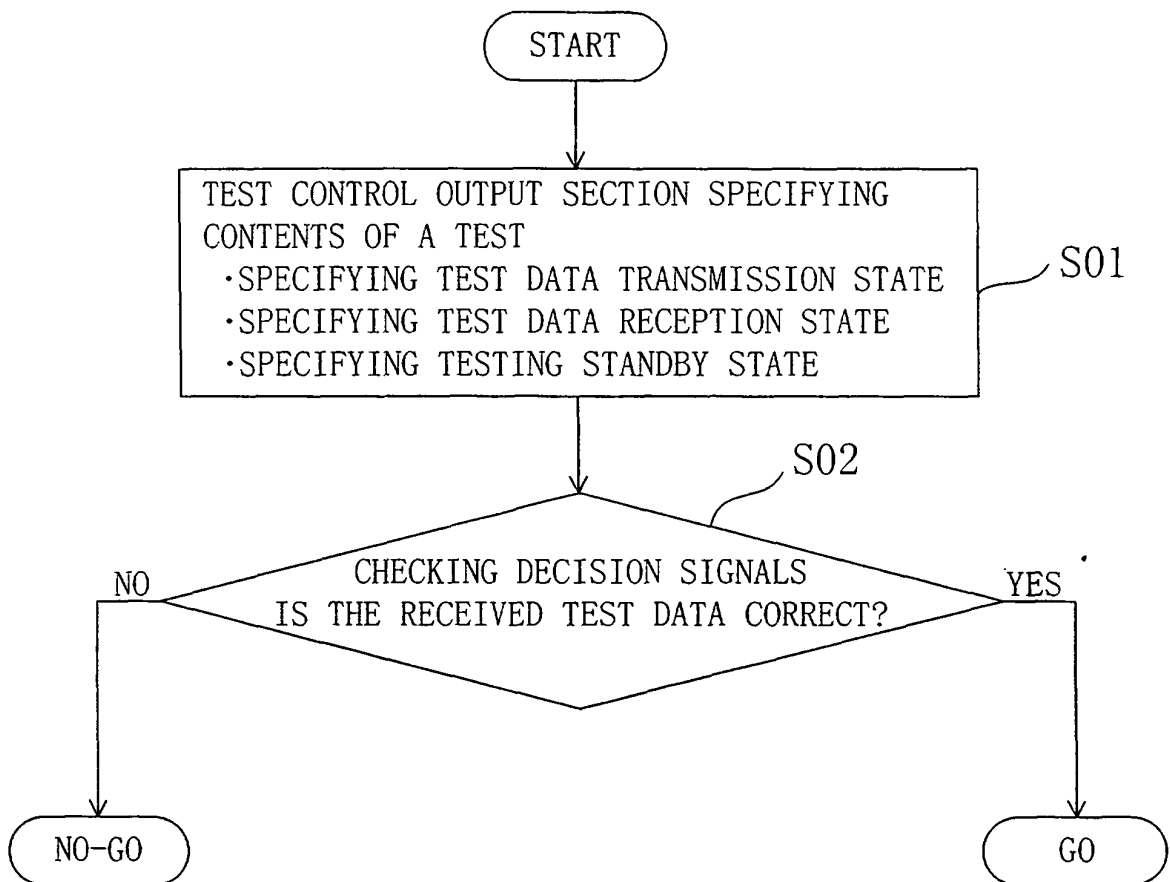 START
TEST CONTROL OUTPUT SECTION SPECIFYING
CONTENTS OF A TEST
·SPECIFYING TEST DATA TRANSMISSION STATE
·SPECIFYING TEST DATA RECEPTION STATE
·SPECIFYING TESTING STANDBY STATE
S01
S02
CHECKING DECISION SIGNALS
IS THE RECEIVED TEST DATA CORRECT?
NO
YES
NO-GO
GO